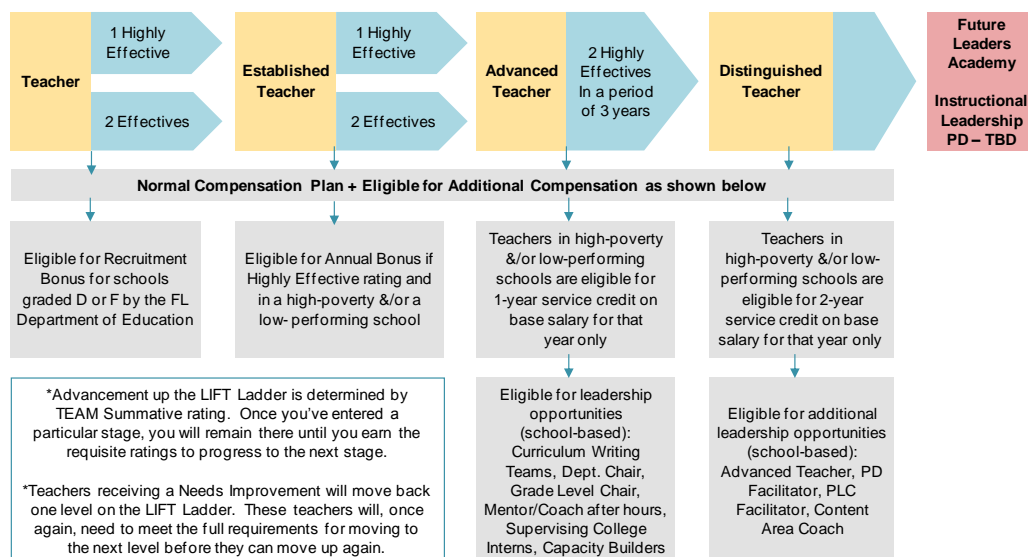 Teacher
1 Highly
Effective
2 Effectives
Established
Teacher
1 Highly
Effective
2 Effectives
Advanced
Teacher
2 Highly
Effectives
In a period
of 3 years
Distinguished
Teacher
Future
Leaders
Academy
Instructional
Leadership
PD – TBD
Normal Compensation Plan + Eligible for Additional Compensation as shown below
Eligible for Recruitment
Bonus for schools
graded D or F by the FL
Department of Education
Eligible for Annual Bonus if
Highly Effective rating and
in a high-poverty &/or a
low- performing school
Teachers in high-poverty
&/or low-performing
schools are eligible for
1-year service credit on
base salary for that
year only
Teachers in
high-poverty &/or low-
performing schools are
eligible for 2-year
service credit on base
salary for that year only
*Advancement up the LIFT Ladder is determined by
TEAM Summative rating. Once you've entered a
particular stage, you will remain there until you earn the
requisite ratings to progress to the next stage.
*Teachers receiving a Needs Improvement will move back
one level on the LIFT Ladder. These teachers will, once
again, need to meet the full requirements for moving to
the next level before they can move up again.
Eligible for leadership
opportunities
(school-based):
Curriculum Writing
Teams, Dept. Chair,
Grade Level Chair,
Mentor/Coach after hours,
Supervising College
Interns, Capacity Builders
Eligible for additional
leadership opportunities
(school-based):
Advanced Teacher, PD
Facilitator, PLC
Facilitator, Content
Area Coach